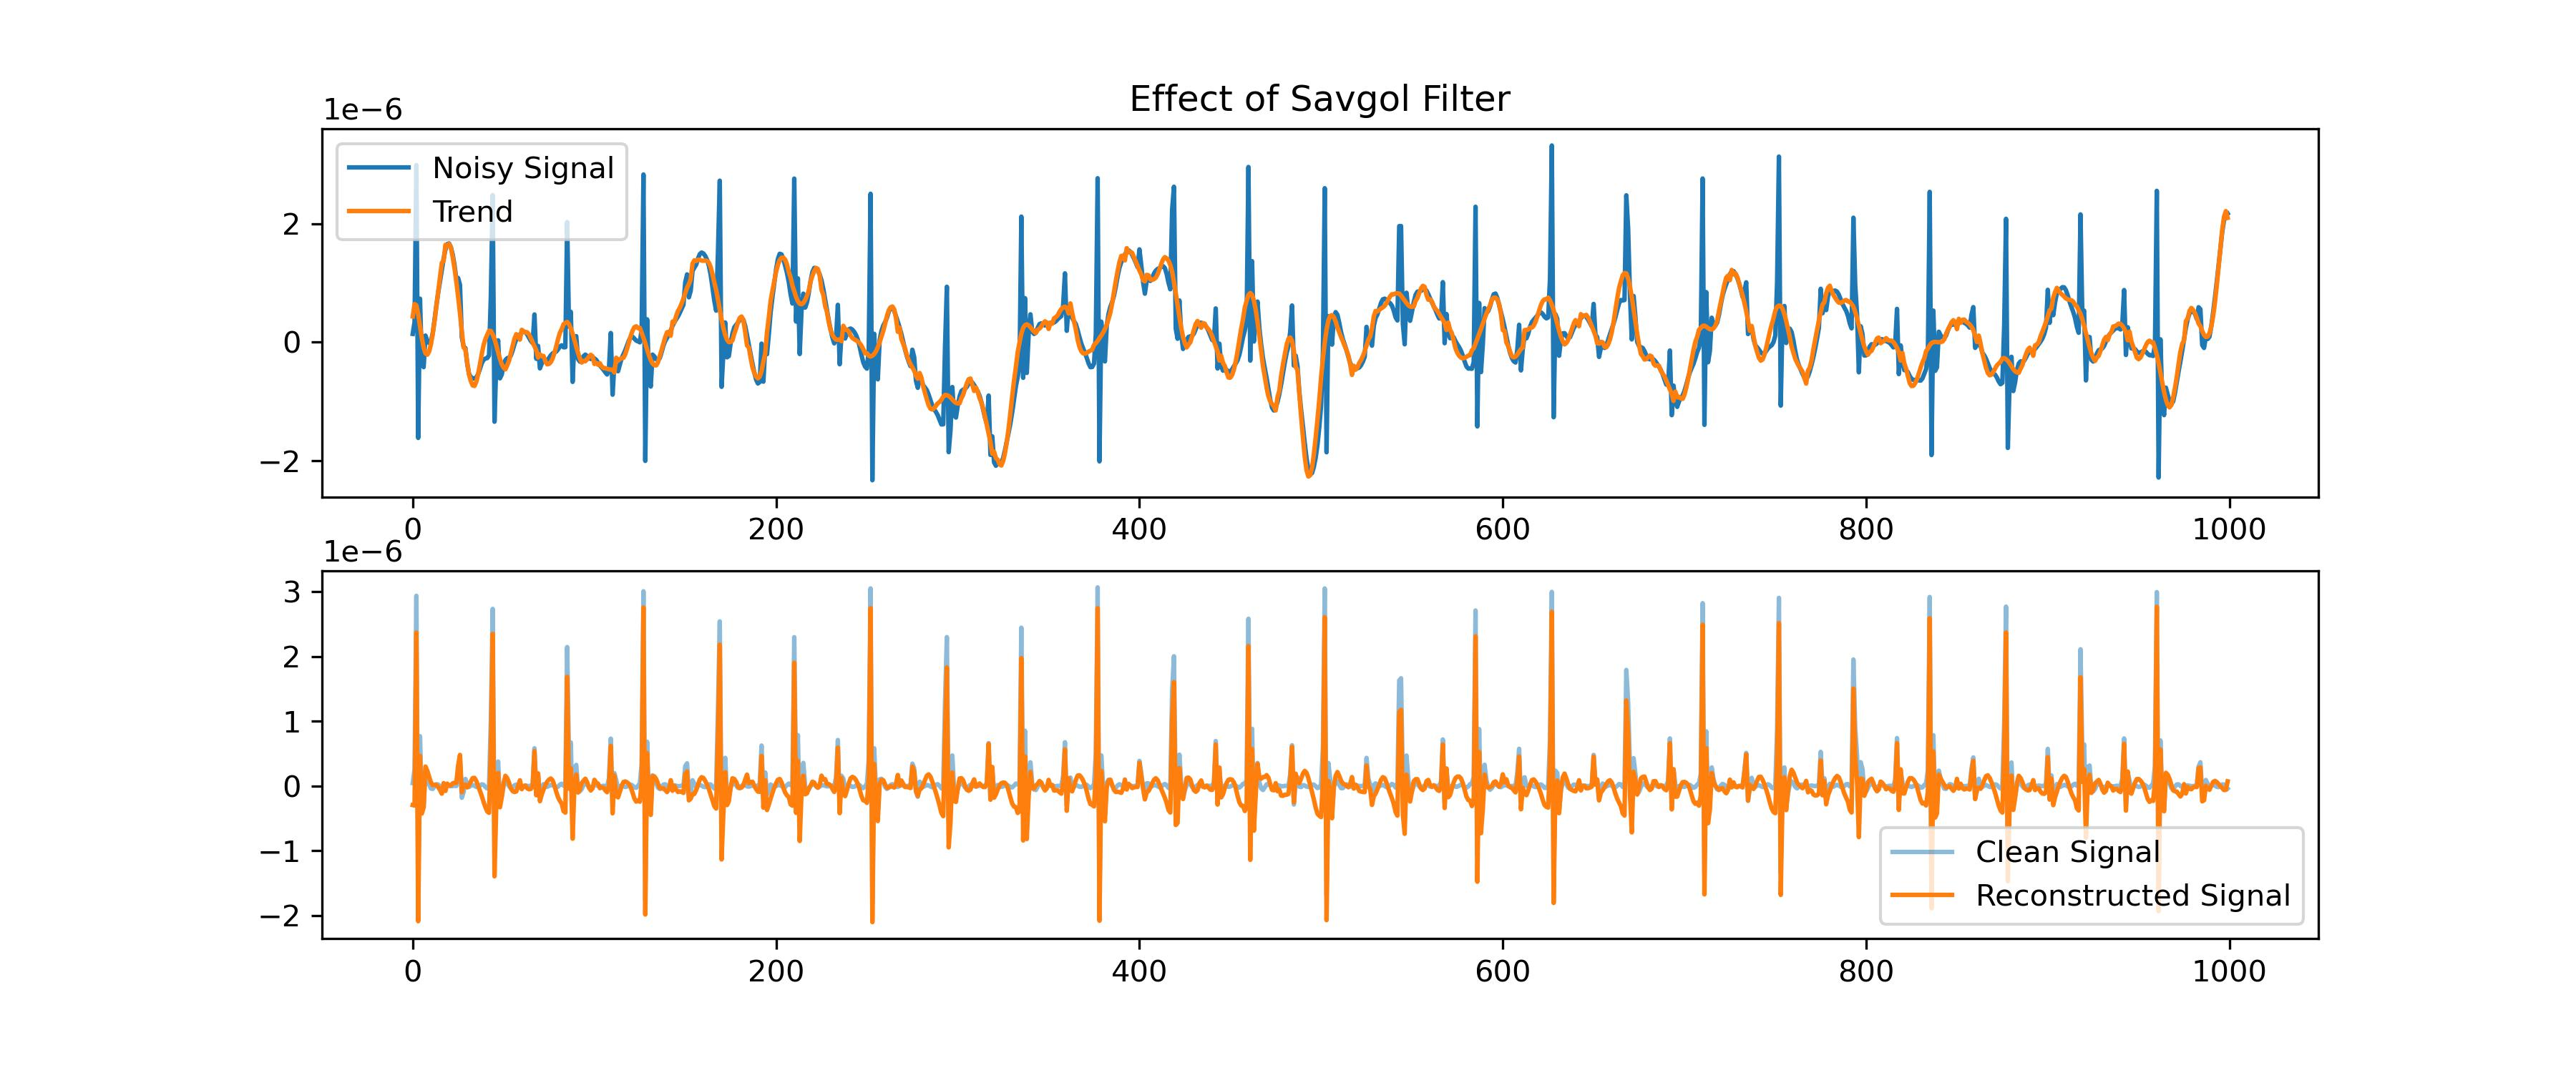 Effect of Savgol Filter
1e−6
Noisy Signal
Trend
2
0
−2
0 200 400 600 800 1000
1e−6
3
2
1
0
−1
−2
Clean Signal
Reconstructed Signal
0 200 400 600 800 1000